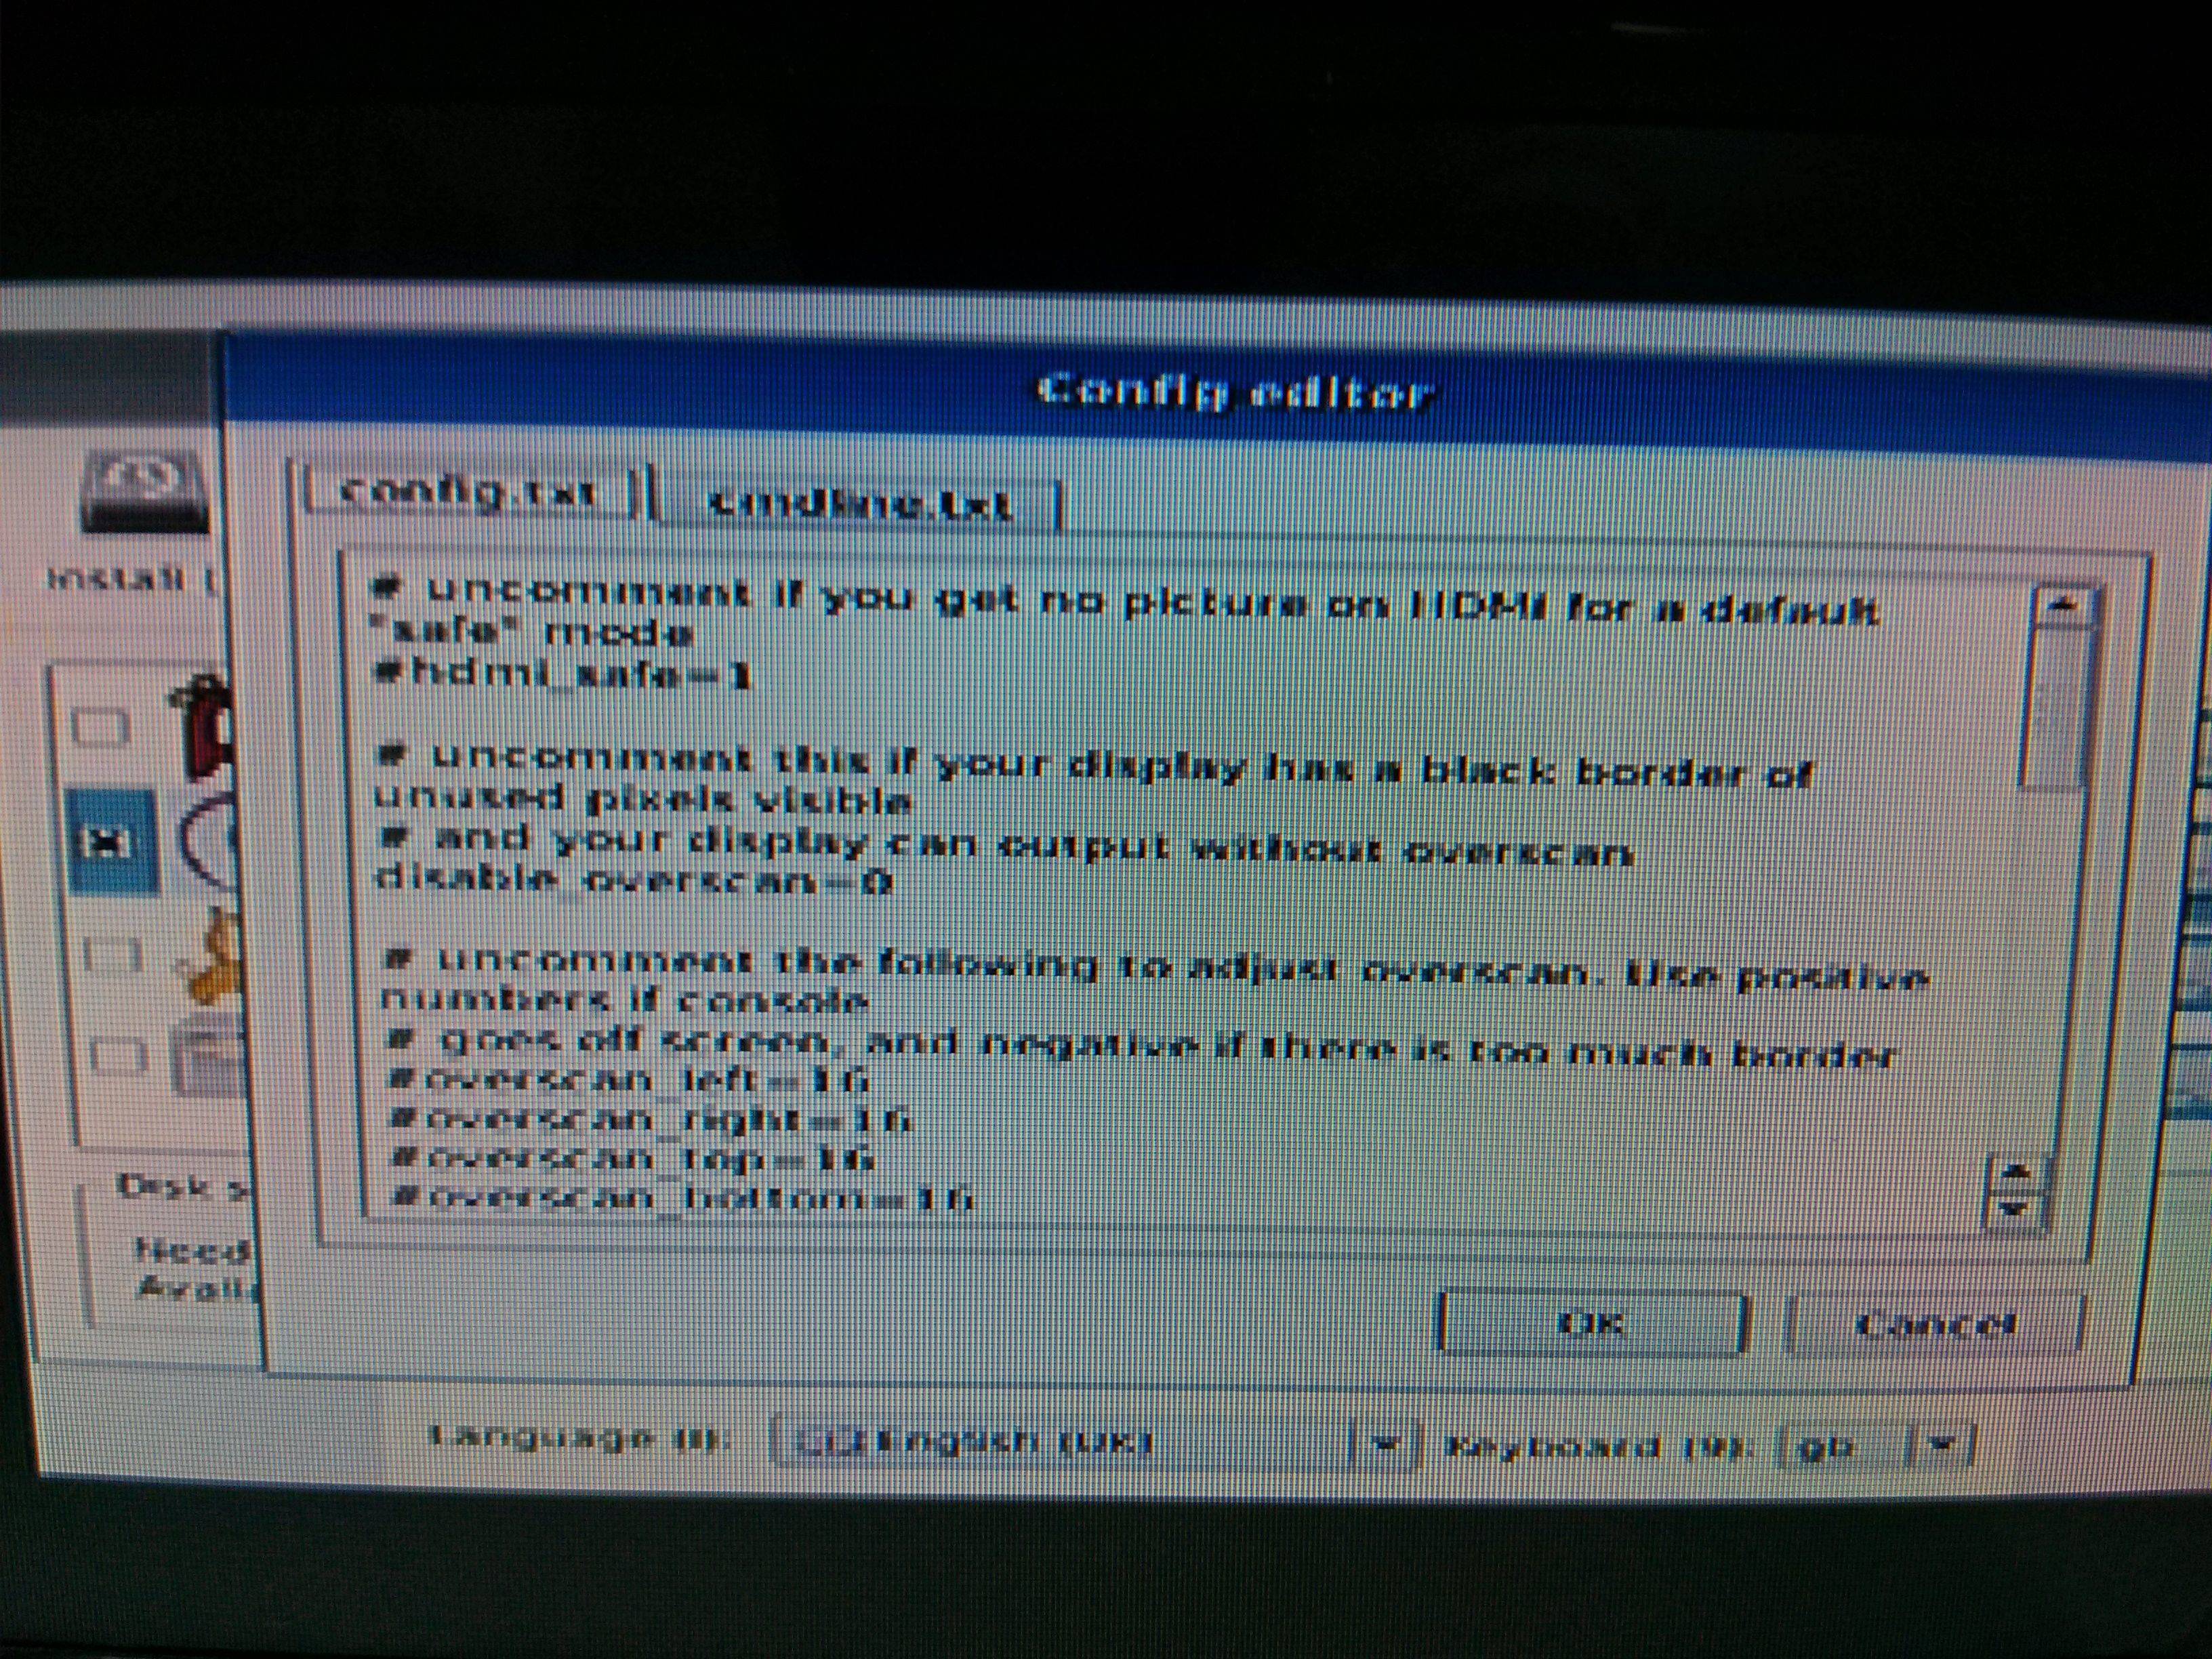 Config editor
config.txt
cmdline.txt
Install
# uncomment if you get no picture on HDMI for a default
"safe" mode
#hdmi_safe=1
# uncomment this if your display has a black border of
unused pixels visible
# and your display can output without overscan
disable_overscan=0
# uncomment the following to adjust overscan. Use positive
numbers if console
# goes off screen, and negative if there is too much border
#overscan_left=16
#overscan_right=16
#overscan_top=16
#overscan_bottom=16
Disk s
Need
Avail
OK
Cancel
Language (l):
English (UK)
Keyboard (9):
gb